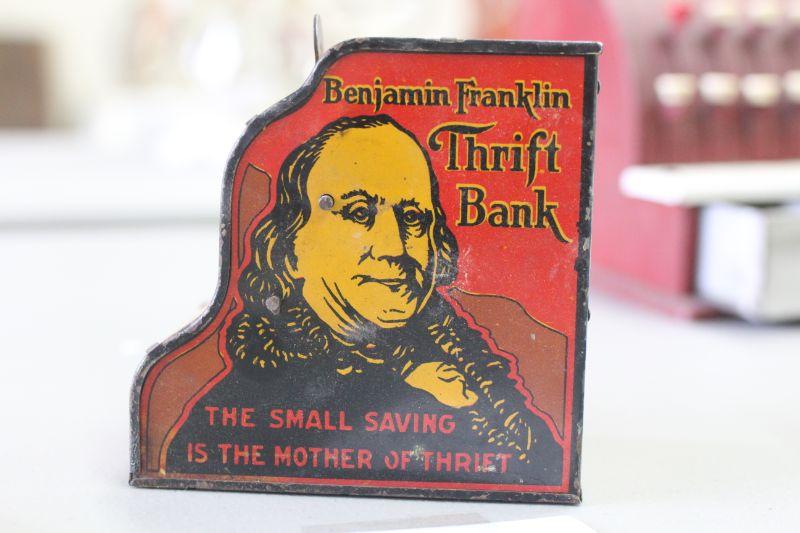 Benjamin Franklin
Thrift
Bank
THE SMALL SAVING
IS THE MOTHER OF THRIFT